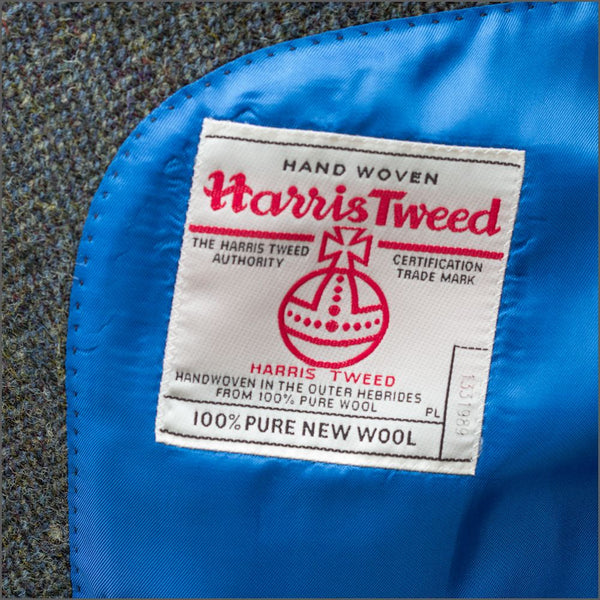 HAND WOVEN
Harris Tweed
THE HARRIS TWEED AUTHORITY
CERTIFICATION TRADE MARK
HARRIS TWEED
HANDWOVEN IN THE OUTER HEBRIDES
FROM 100% PURE WOOL
PL
1331989
100% PURE NEW WOOL